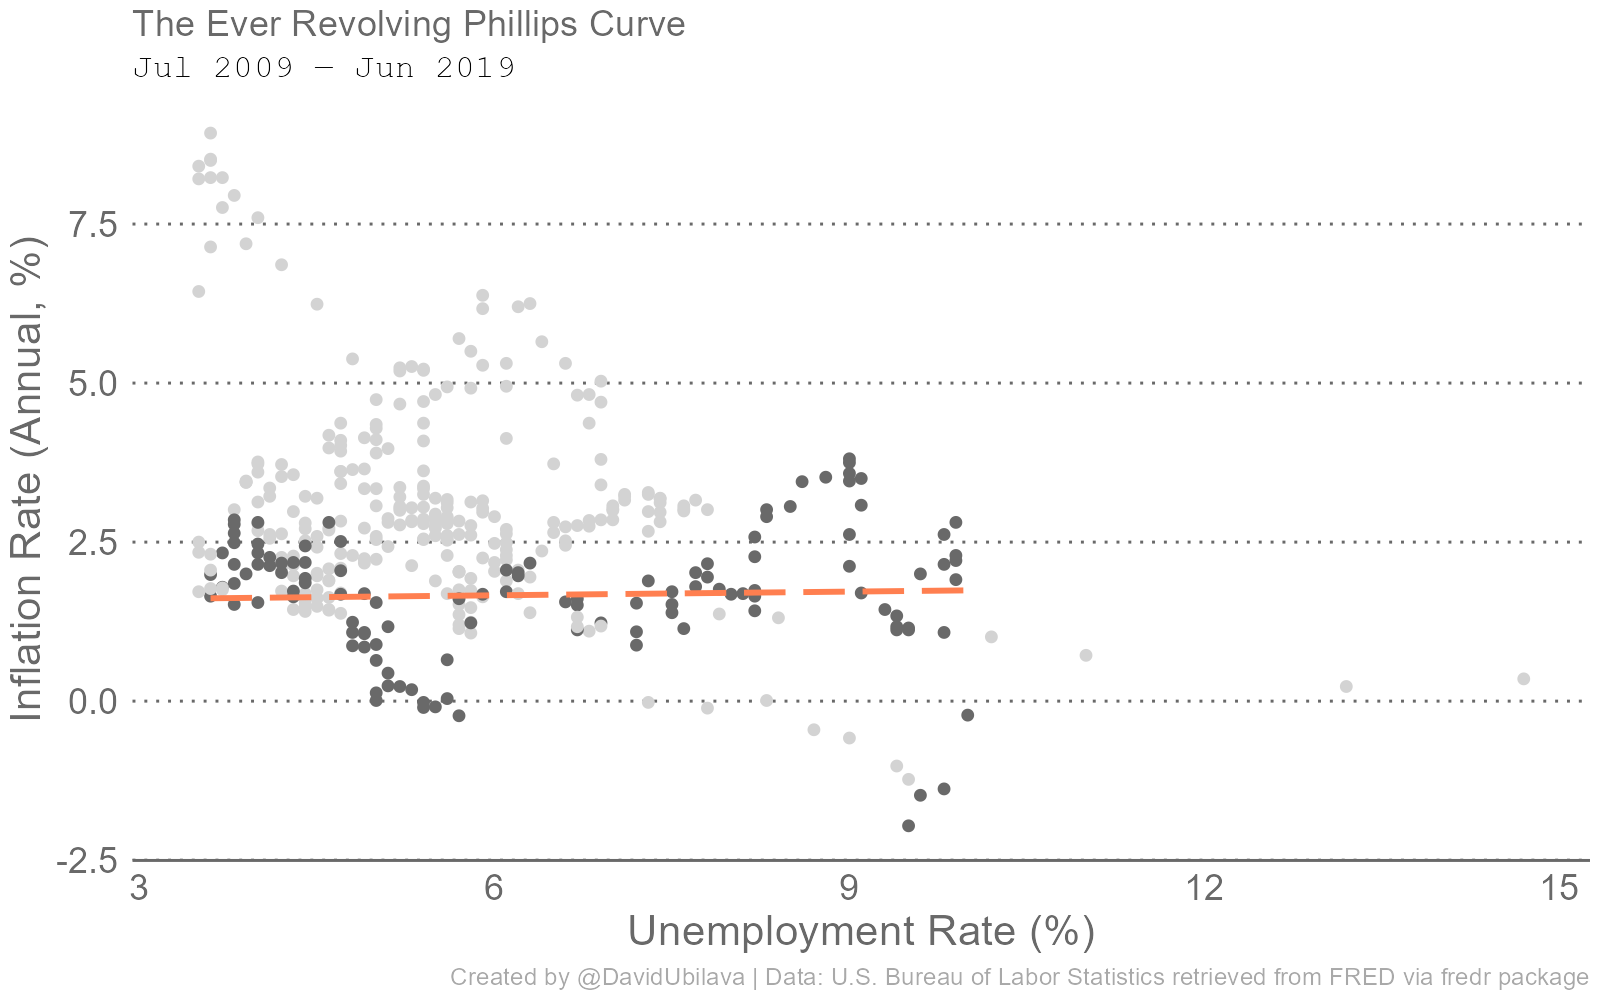 The Ever Revolving Phillips Curve
Jul 2009 — Jun 2019
Inflation Rate (Annual, %)
7.5
5.0
2.5
0.0
-2.5
3 6 9 12 15
Unemployment Rate (%)
Created by @DavidUbilava | Data: U.S. Bureau of Labor Statistics retrieved from FRED via fredr package